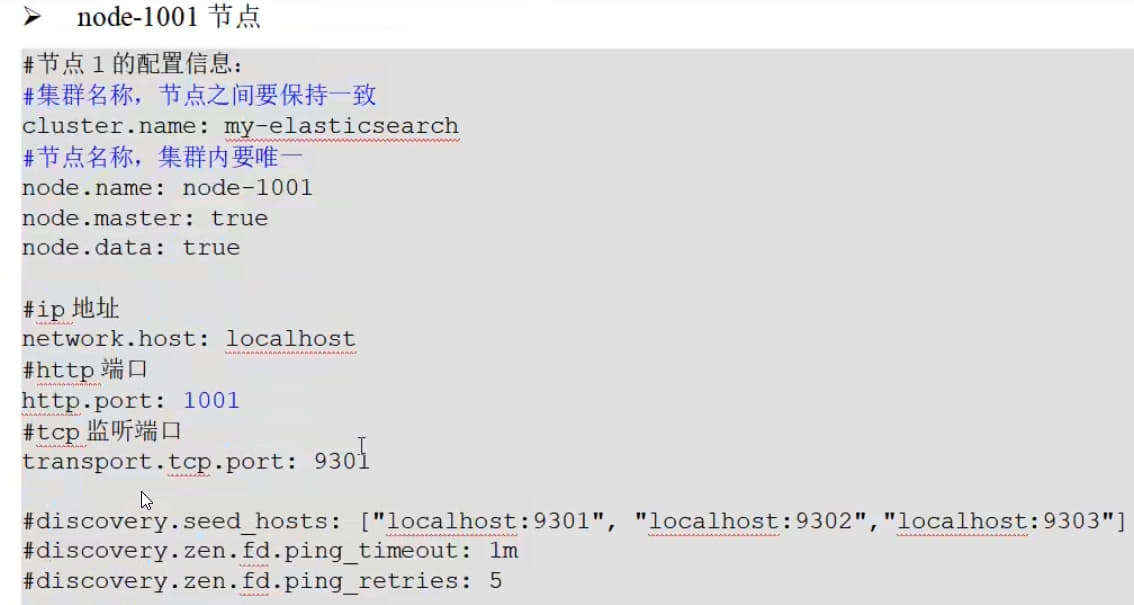 ➤ node-1001 节点
#节点 1 的配置信息：
#集群名称，节点之间要保持一致
cluster.name: my-elasticsearch
#节点名称，集群内要唯一
node.name: node-1001
node.master: true
node.data: true
#ip 地址
network.host: localhost
#http 端口
http.port: 1001
#tcp 监听端口
transport.tcp.port: 9301
#discovery.seed_hosts: ["localhost:9301", "localhost:9302","localhost:9303"]
#discovery.zen.fd.ping_timeout: 1m
#discovery.zen.fd.ping_retries: 5